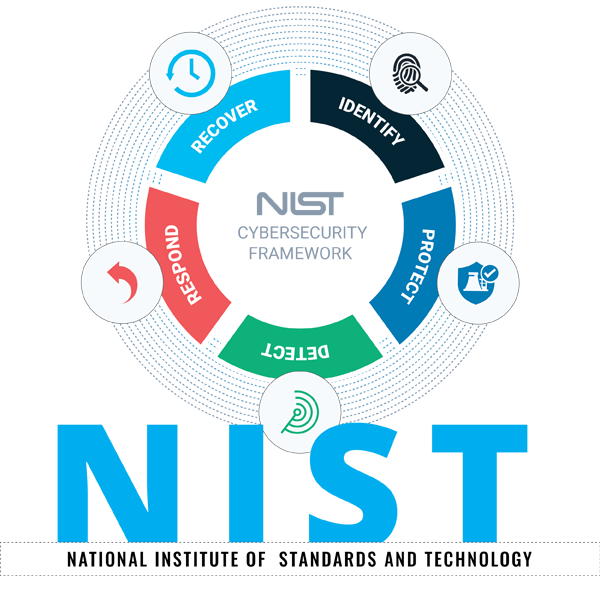 RECOVER
IDENTIFY
NIST
CYBERSECURITY
FRAMEWORK
RESPOND
PROTECT
DETECT
NIST
NATIONAL INSTITUTE OF STANDARDS AND TECHNOLOGY